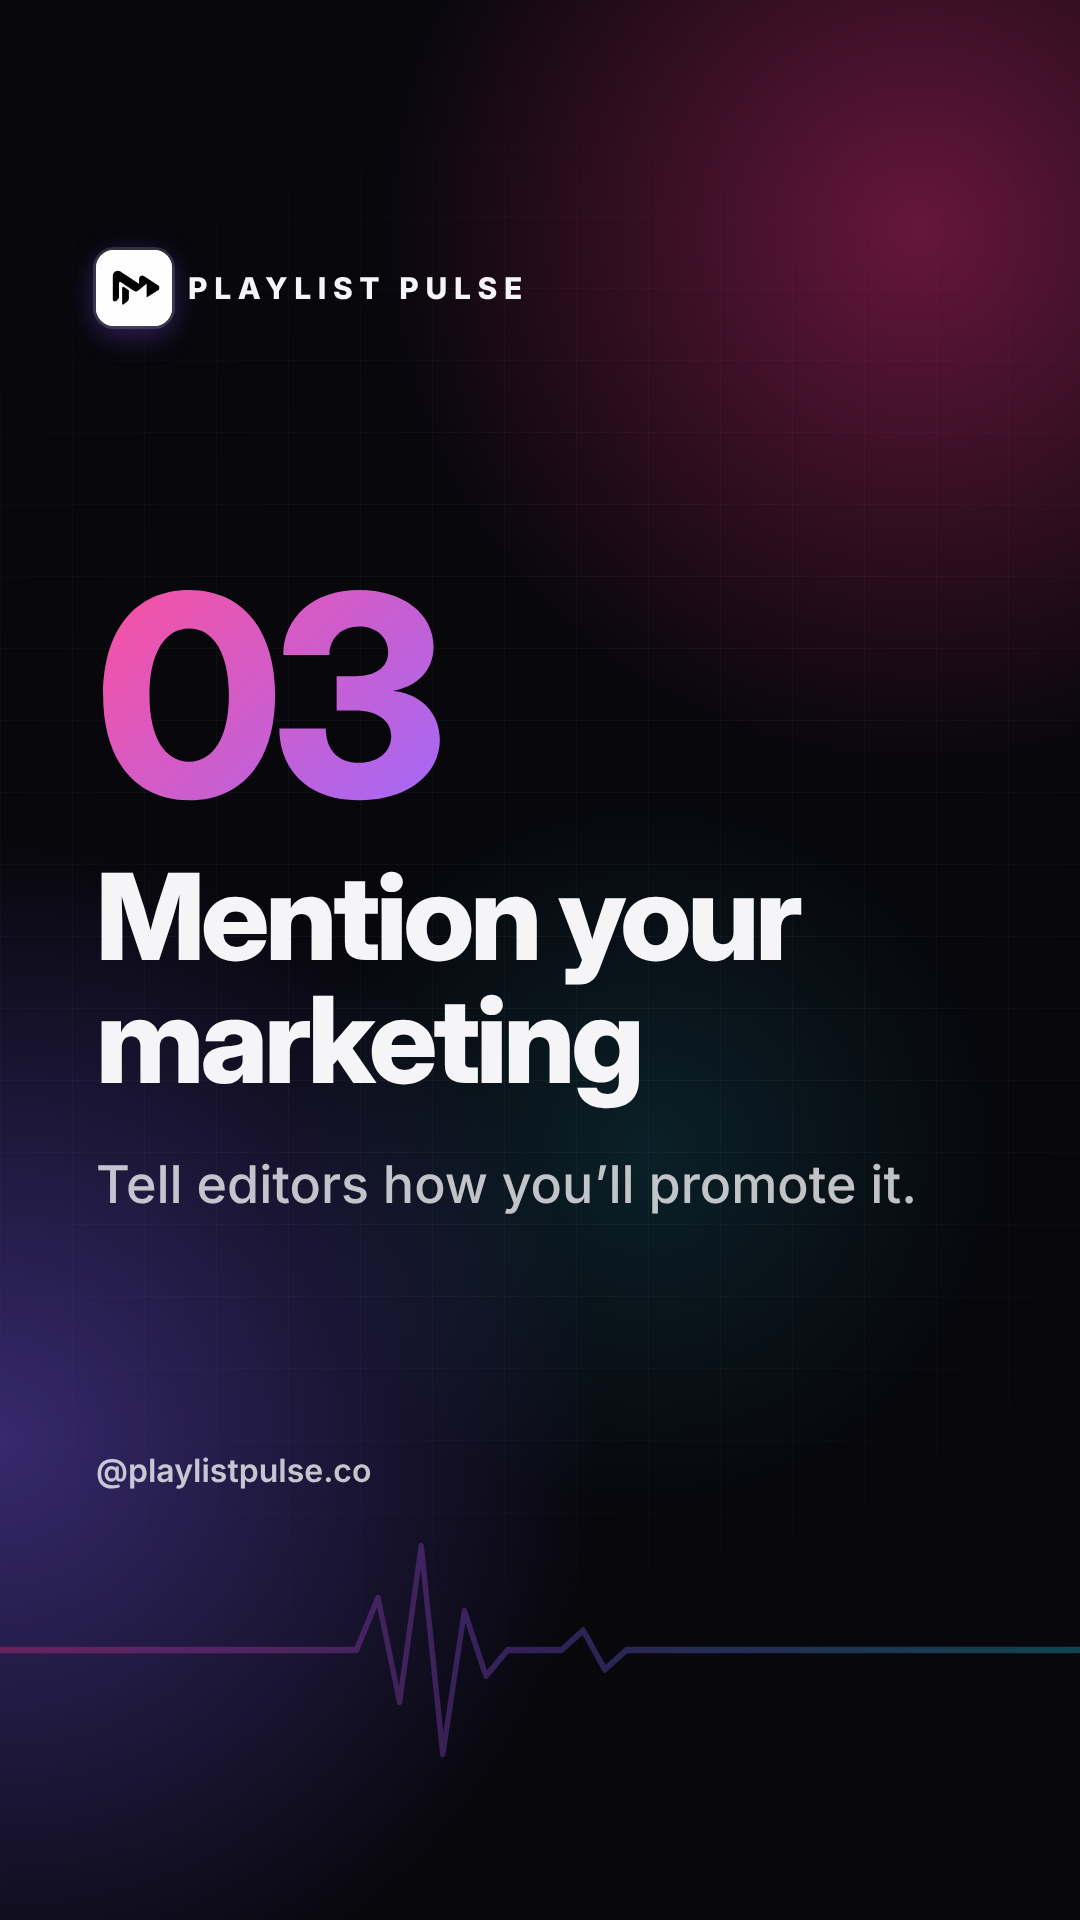 PLAYLIST PULSE
03
Mention your
marketing
Tell editors how you’ll promote it.
@playlistpulse.co